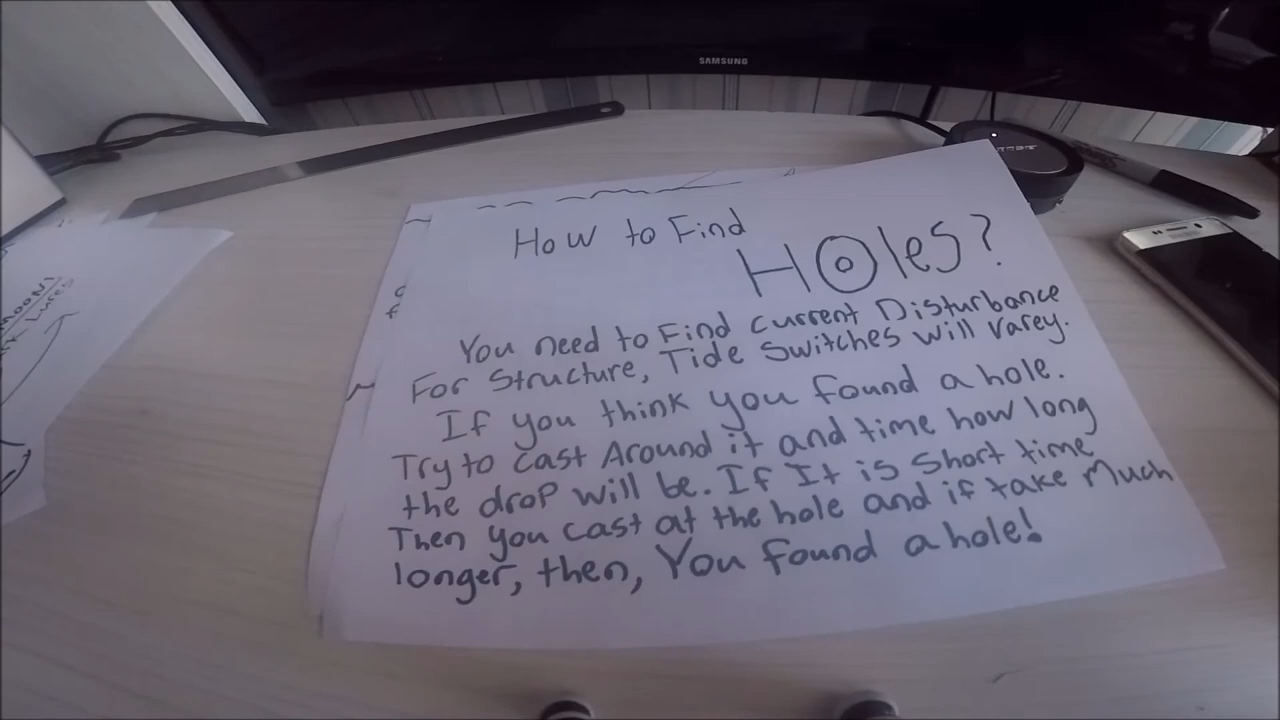 SAMSUNG
How to Find
Holes?
You need to Find current Disturbance
For Structure, Tide Switches will varey.
If you think you found a hole.
Try to cast Around it and time how long
the drop will be. If It is Short time
Then you cast at the hole and if take Much
longer, then, You found a hole!
Lures